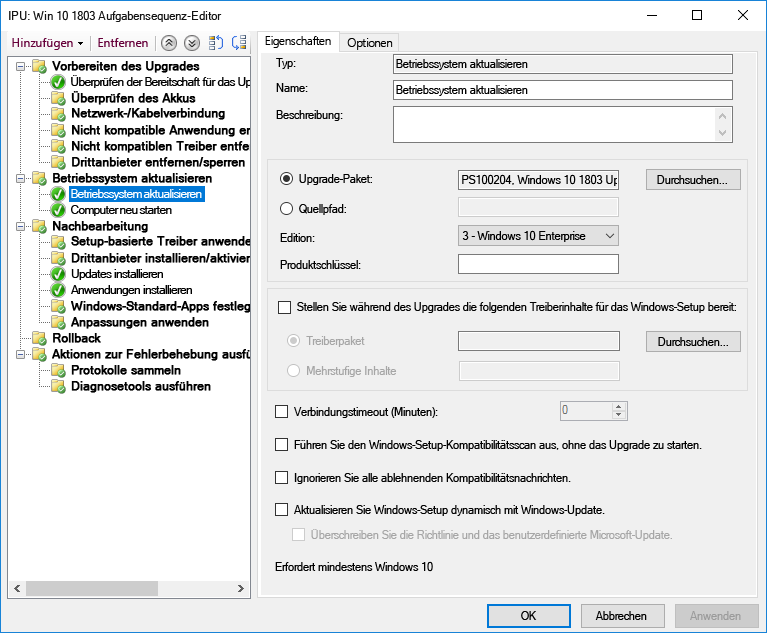 IPU: Win 10 1803 Aufgabensequenz-Editor
Hinzufügen
Entfernen
Vorbereiten des Upgrades
Überprüfen der Bereitschaft für das Up
Überprüfen des Akkus
Netzwerk-/Kabelverbindung
Nicht kompatible Anwendung er
Nicht kompatiblen Treiber entfe
Drittanbieter entfernen/sperren
Betriebssystem aktualisieren
Betriebssystem aktualisieren
Computer neu starten
Nachbearbeitung
Setup-basierte Treiber anwende
Drittanbieter installieren/aktivier
Updates installieren
Anwendungen installieren
Windows-Standard-Apps festleg
Anpassungen anwenden
Rollback
Aktionen zur Fehlerbehebung ausfü
Protokolle sammeln
Diagnosetools ausführen
Eigenschaften
Optionen
Typ:
Betriebssystem aktualisieren
Name:
Betriebssystem aktualisieren
Beschreibung:
Upgrade-Paket:
PS100204, Windows 10 1803 Up
Durchsuchen...
Quellpfad:
Edition:
3 - Windows 10 Enterprise
Produktschlüssel:
Stellen Sie während des Upgrades die folgenden Treiberinhalte für das Windows-Setup bereit:
Treiberpaket
Durchsuchen...
Mehrstufige Inhalte
Verbindungstimeout (Minuten):
0
Führen Sie den Windows-Setup-Kompatibilitätsscan aus, ohne das Upgrade zu starten.
Ignorieren Sie alle ablehnenden Kompatibilitätsnachrichten.
Aktualisieren Sie Windows-Setup dynamisch mit Windows-Update.
Überschreiben Sie die Richtlinie und das benutzerdefinierte Microsoft-Update.
Erfordert mindestens Windows 10
OK
Abbrechen
Anwenden